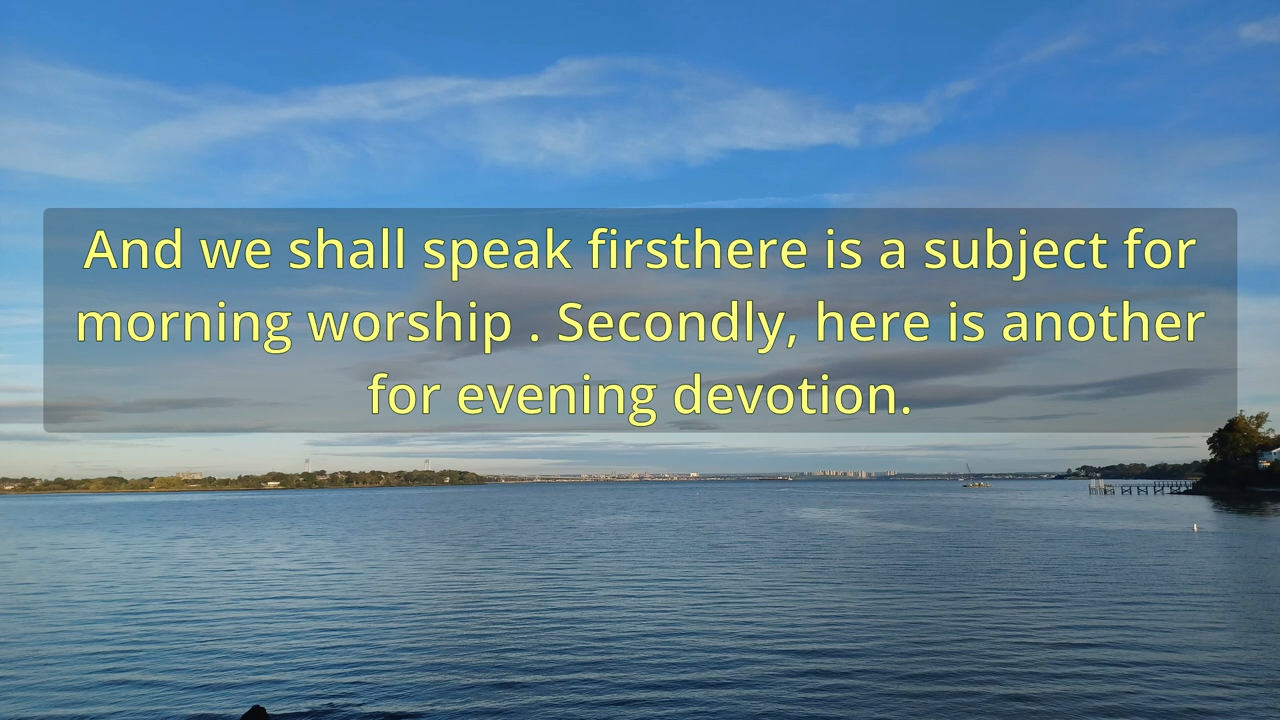 And we shall speak firsthere is a subject for
morning worship . Secondly, here is another
for evening devotion.